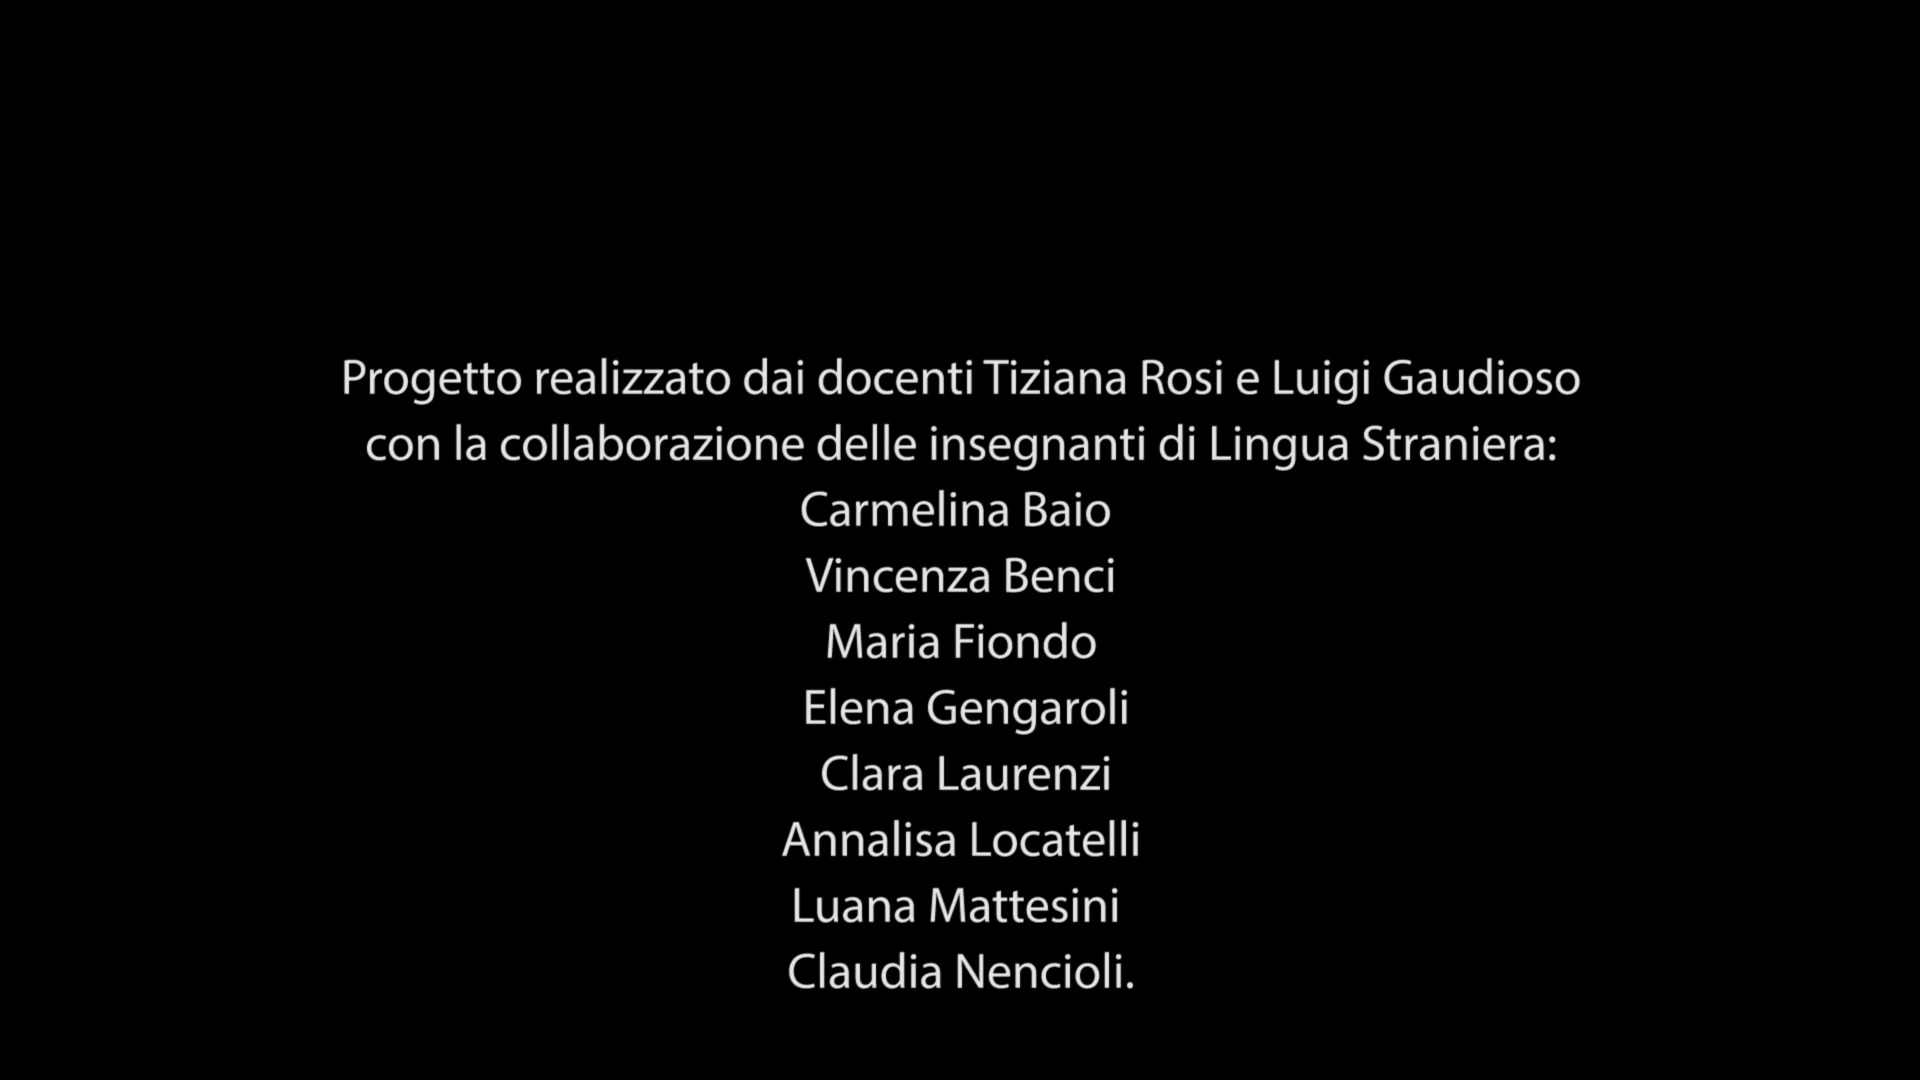 Progetto realizzato dai docenti Tiziana Rosi e Luigi Gaudioso
con la collaborazione delle insegnanti di Lingua Straniera:
Carmelina Baio
Vincenza Benci
Maria Fiondo
Elena Gengaroli
Clara Laurenzi
Annalisa Locatelli
Luana Mattesini
Claudia Nencioli.